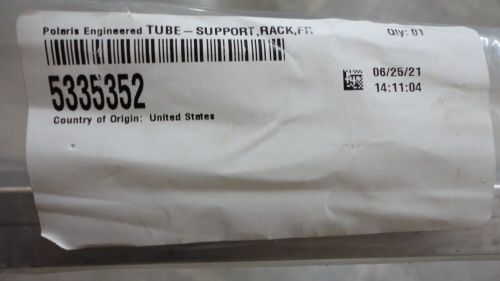 Polaris Engineered TUBE-SUPPORT,RACK,FR Qty: 01
5335352
06/25/21
14:11:04
Country of Origin: United States